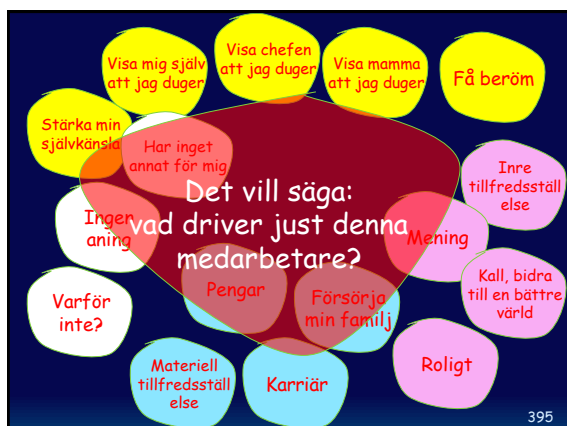 Visa mig själv
att jag duger
Visa chefen
att jag duger
Visa mamma
att jag duger
Få beröm
Stärka min
självkänsla
Har inget
annat för mig
Inre
tillfredsställ
else
Det vill säga:
vad driver just denna
medarbetare?
Ingen
aning
Mening
Kall, bidra
till en bättre
värld
Pengar
Försörja
min familj
Varför
inte?
Roligt
Materiell
tillfredsställ
else
Karriär
395